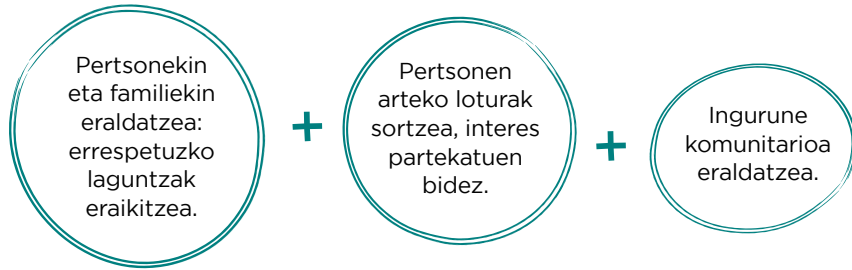 Pertsonekin
eta familiekin
eraldatzea:
errespetuzko
laguntzak
eraikitzea.
+
Pertsonen
arteko loturak
sortzea, interes
partekatuen
bidez.
+
Ingurune
komunitarioa
eraldatzea.